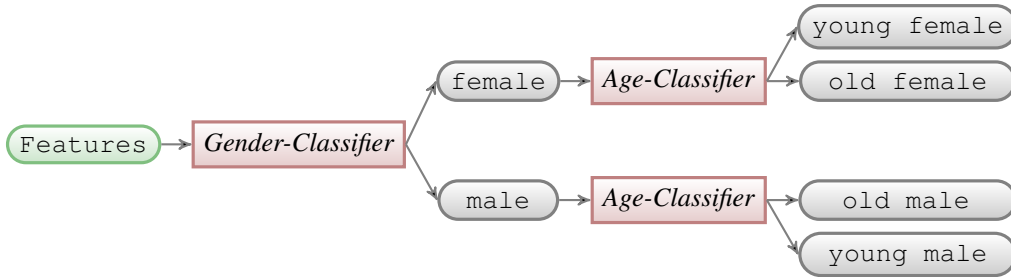 Features
Gender-Classifier
female
Age-Classifier
young female
old female
male
Age-Classifier
old male
young male